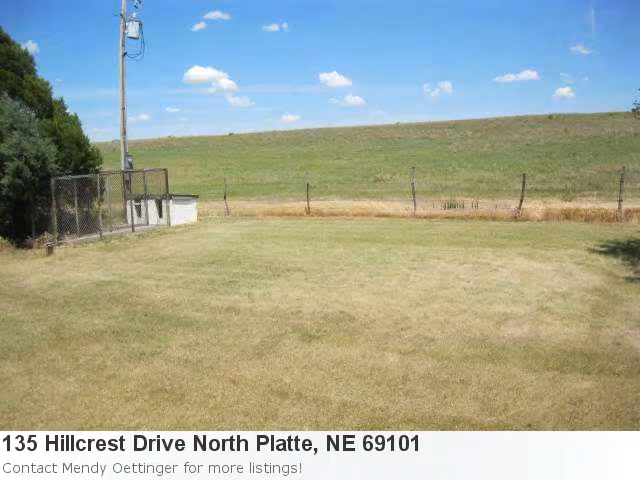 135 Hillcrest Drive North Platte, NE 69101
Contact Mendy Oettinger for more listings!